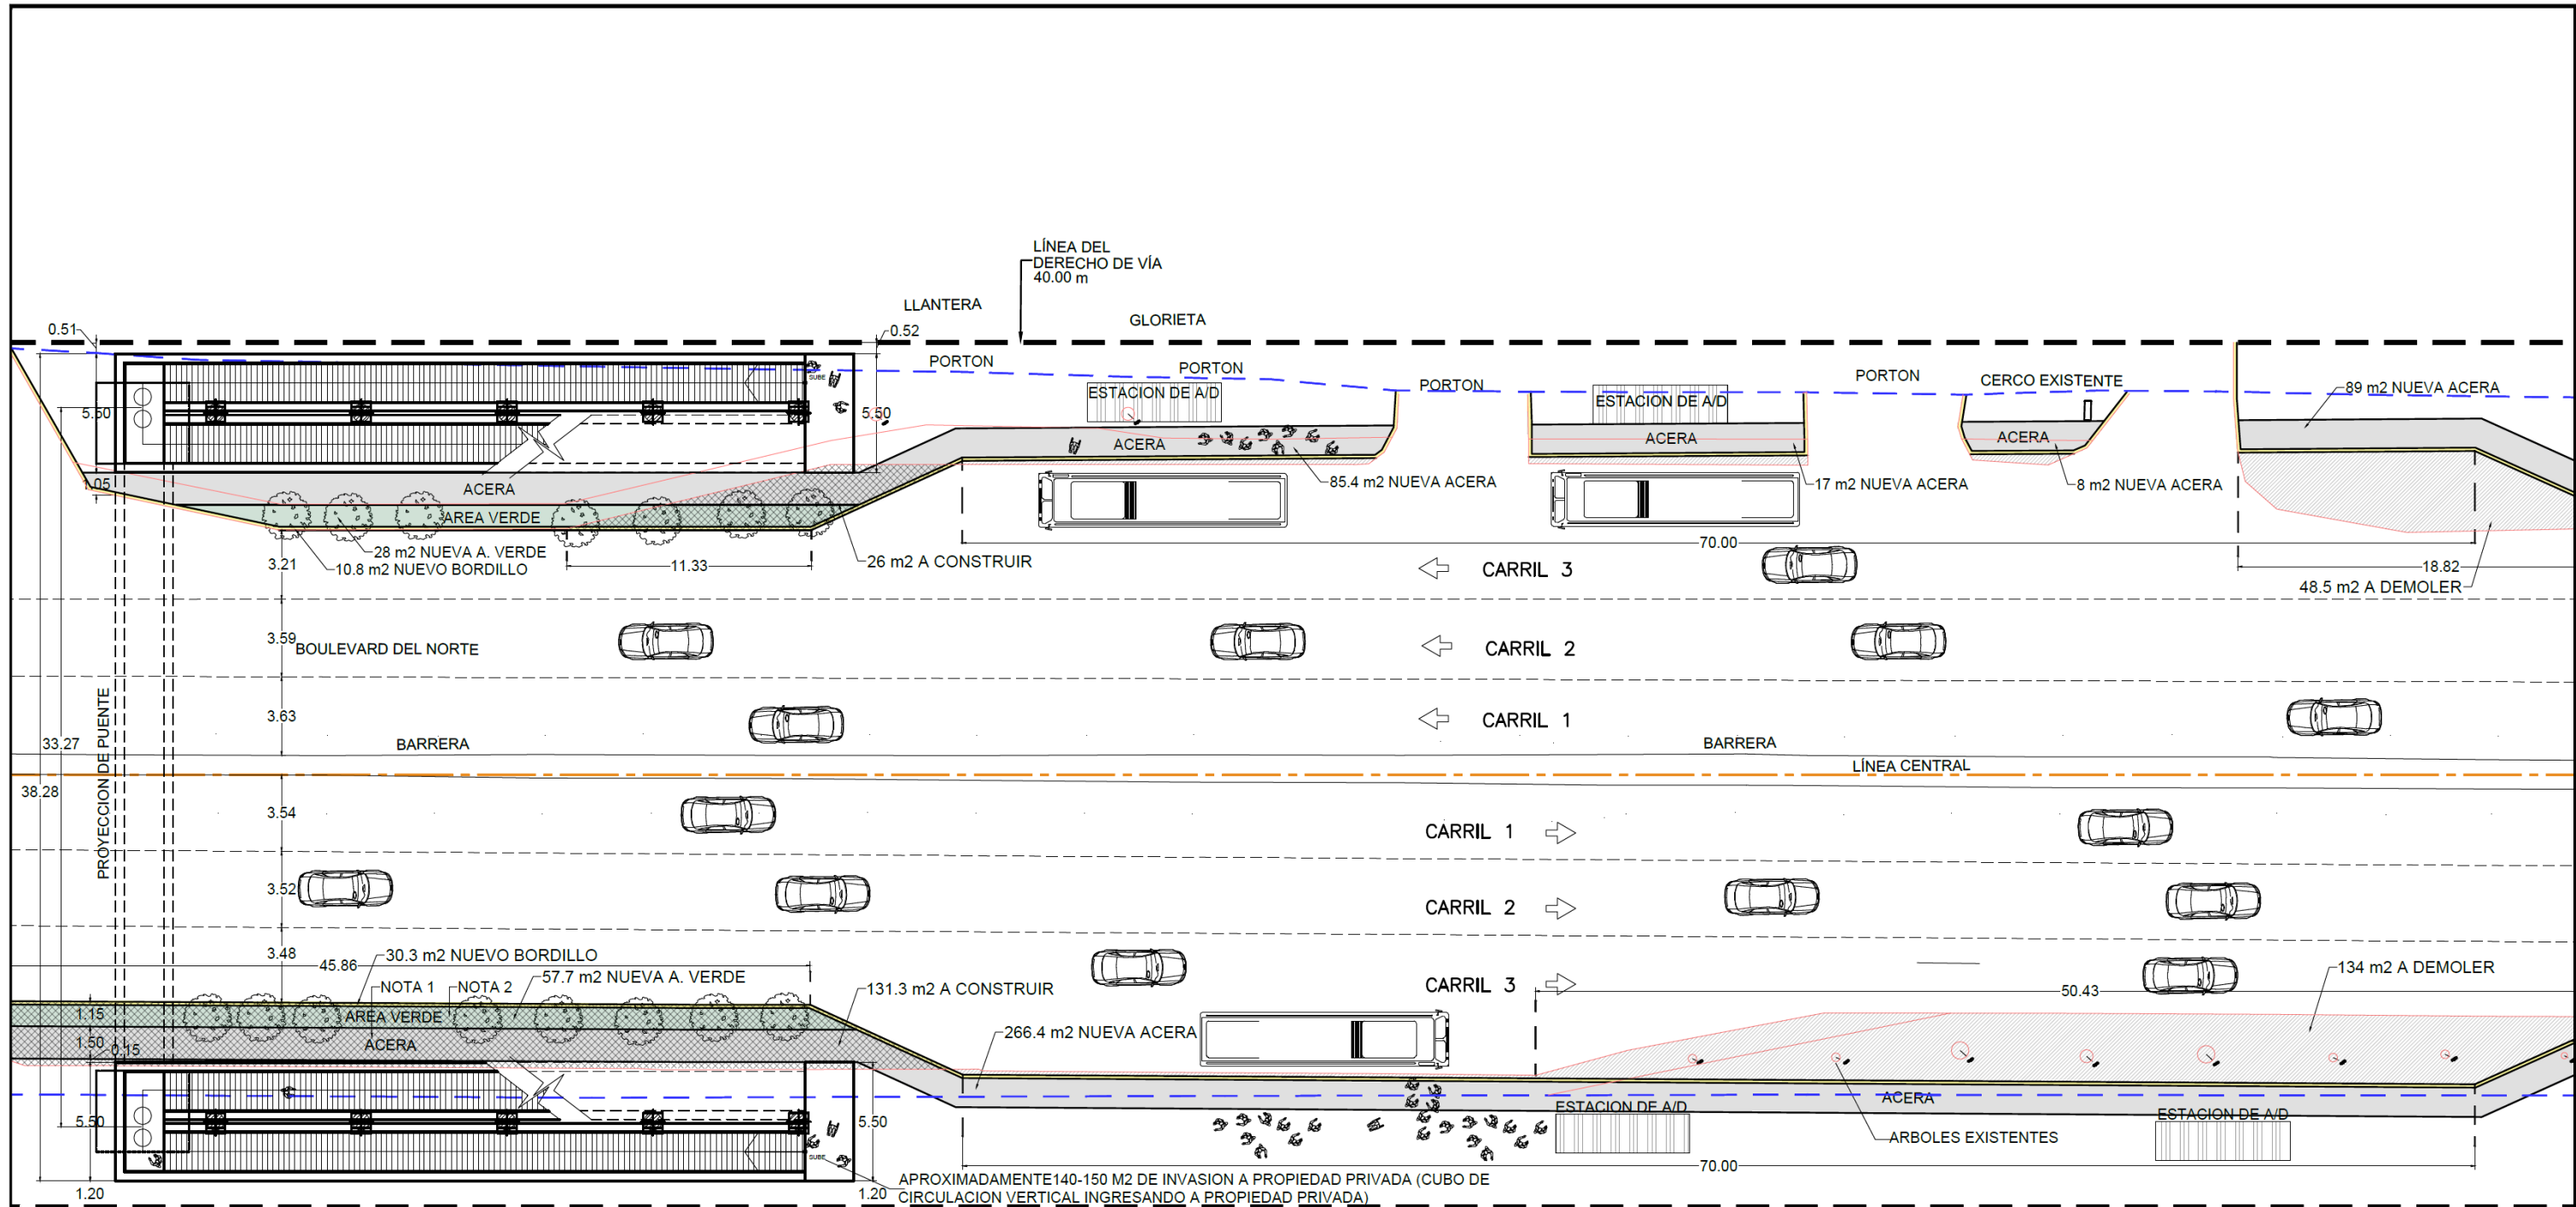 LÍNEA DEL
DERECHO DE VÍA
40.00 m
LLANTERA
GLORIETA
0.51
0.52
PORTON
PORTON
PORTON
PORTON
CERCO EXISTENTE
ESTACION DE A/D
ESTACION DE A/D
89 m2 NUEVA ACERA
SUBE
5.50
5.50
ACERA
ACERA
ACERA
ACERA
85.4 m2 NUEVA ACERA
17 m2 NUEVA ACERA
8 m2 NUEVA ACERA
1.05
AREA VERDE
28 m2 NUEVA A. VERDE
10.8 m2 NUEVO BORDILLO
3.21
11.33
26 m2 A CONSTRUIR
70.00
CARRIL 3
18.82
48.5 m2 A DEMOLER
3.59
BOULEVARD DEL NORTE
CARRIL 2
3.63
CARRIL 1
33.27
BARRERA
BARRERA
LÍNEA CENTRAL
38.28
PROYECCION DE PUENTE
3.54
CARRIL 1
3.52
CARRIL 2
3.48
30.3 m2 NUEVO BORDILLO
45.86
57.7 m2 NUEVA A. VERDE
NOTA 1
NOTA 2
131.3 m2 A CONSTRUIR
CARRIL 3
134 m2 A DEMOLER
50.43
1.15
AREA VERDE
266.4 m2 NUEVA ACERA
1.50
0.15
ACERA
ACERA
ESTACION DE A/D
ESTACION DE A/D
5.50
5.50
ARBOLES EXISTENTES
SUBE
70.00
1.20
1.20
APROXIMADAMENTE140-150 M2 DE INVASION A PROPIEDAD PRIVADA (CUBO DE
CIRCULACION VERTICAL INGRESANDO A PROPIEDAD PRIVADA)